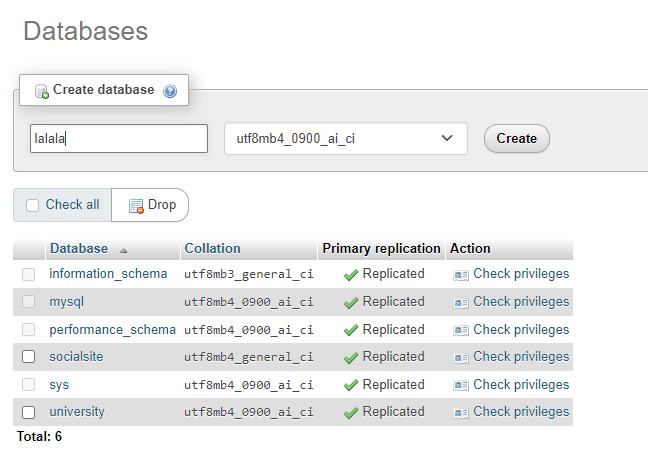 Databases
Create database
lalala utf8mb4_0900_ai_ci Create
Check all Drop
Database Collation Primary replication Action
information_schema utf8mb3_general_ci Replicated Check privileges
mysql utf8mb4_0900_ai_ci Replicated Check privileges
performance_schema utf8mb4_0900_ai_ci Replicated Check privileges
socialsite utf8mb4_general_ci Replicated Check privileges
sys utf8mb4_0900_ai_ci Replicated Check privileges
university utf8mb4_0900_ai_ci Replicated Check privileges
Total: 6